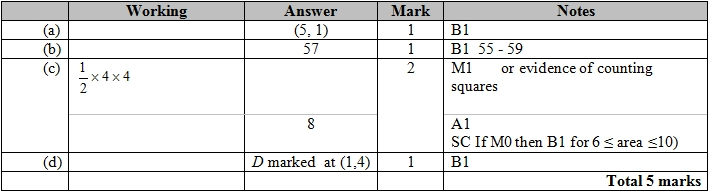 Working Answer Mark Notes
(a) (5, 1) 1 B1
(b) 57 1 B1 55 - 59
(c) 1/2 × 4 × 4 2 M1 or evidence of counting
squares
8 A1
SC If M0 then B1 for 6 ≤ area ≤10)
(d) D marked at (1,4) 1 B1
Total 5 marks